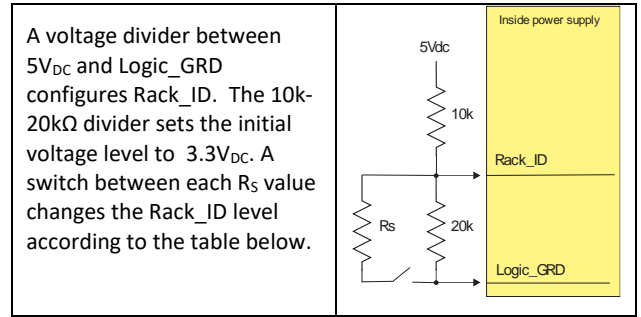 A voltage divider between
5VDC and Logic_GRD
configures Rack_ID. The 10k-
20kΩ divider sets the initial
voltage level to 3.3VDC. A
switch between each RS value
changes the Rack_ID level
according to the table below.
Inside power supply
5Vdc
10k
Rack_ID
Rs
20k
Logic_GRD